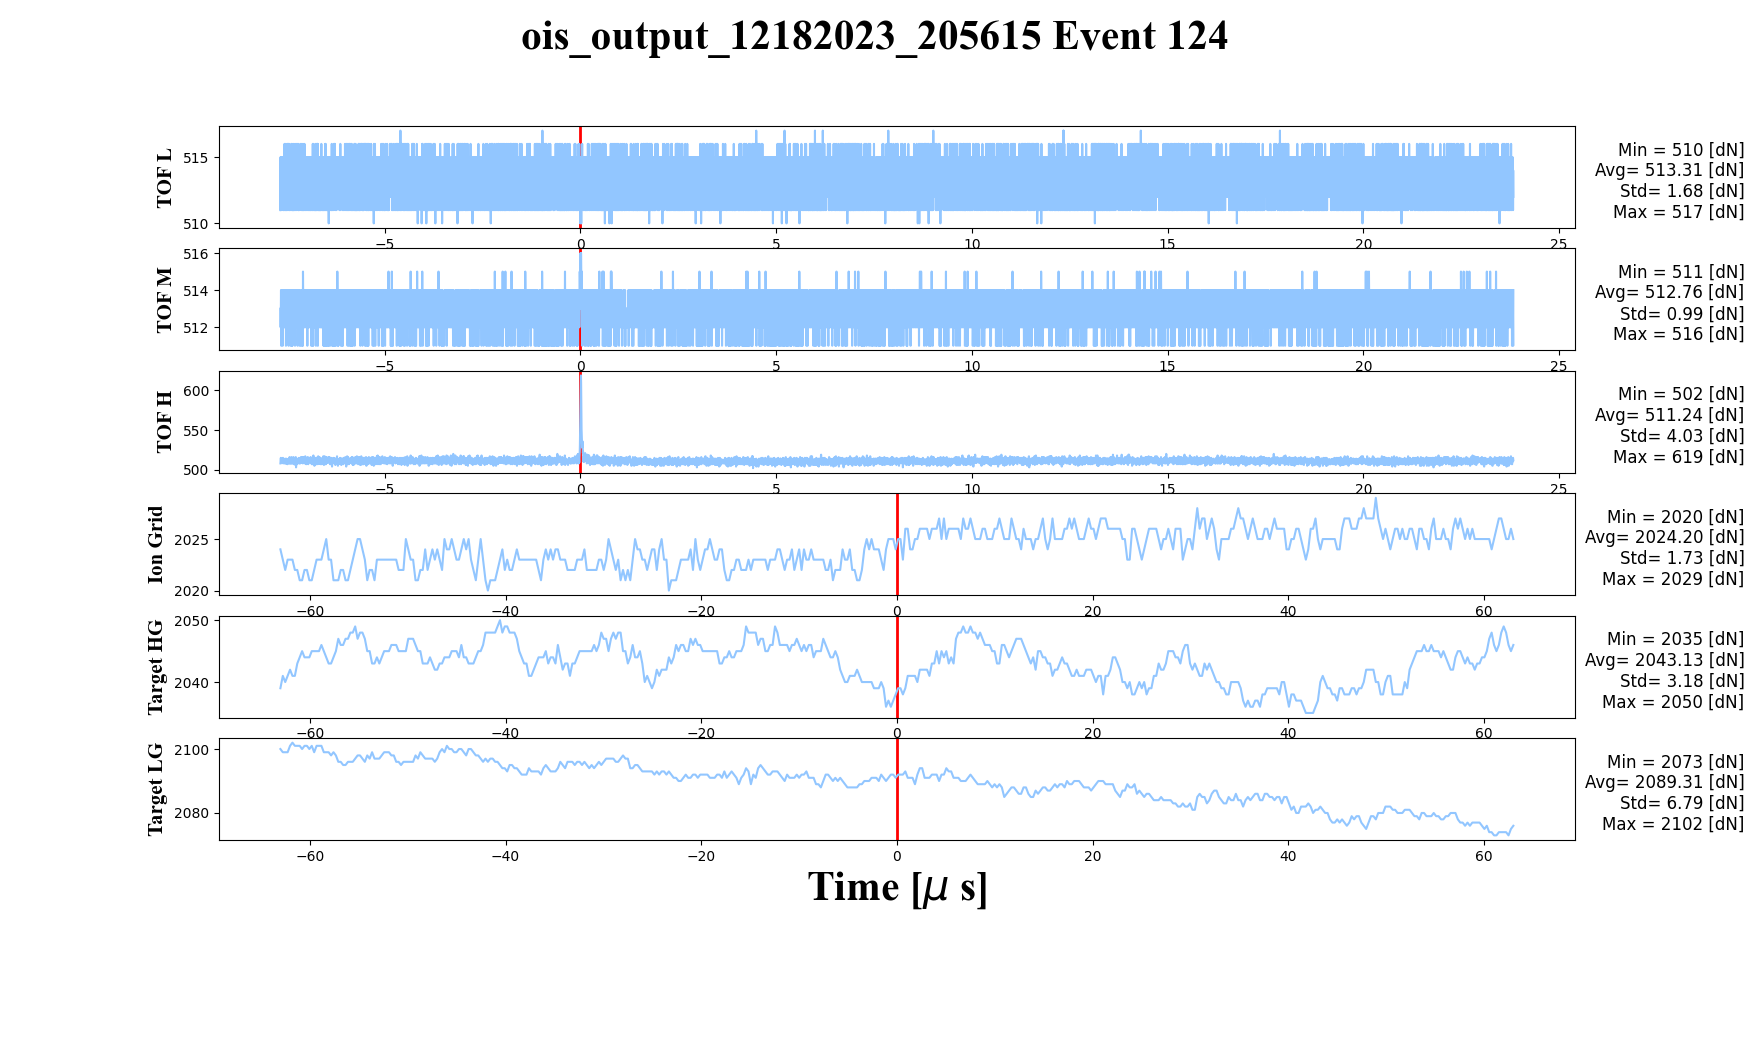 ois_output_12182023_205615 Event 124
TOF L
515
510
−5 0 5 10 15 20 25
Min = 510 [dN]
Avg= 513.31 [dN]
Std= 1.68 [dN]
Max = 517 [dN]
TOF M
516
514
512
−5 0 5 10 15 20 25
Min = 511 [dN]
Avg= 512.76 [dN]
Std= 0.99 [dN]
Max = 516 [dN]
TOF H
600
550
500
−5 0 5 10 15 20 25
Min = 502 [dN]
Avg= 511.24 [dN]
Std= 4.03 [dN]
Max = 619 [dN]
Ion Grid
2025
2020
−60 −40 −20 0 20 40 60
Min = 2020 [dN]
Avg= 2024.20 [dN]
Std= 1.73 [dN]
Max = 2029 [dN]
Target HG
2050
2040
−60 −40 −20 0 20 40 60
Min = 2035 [dN]
Avg= 2043.13 [dN]
Std= 3.18 [dN]
Max = 2050 [dN]
Target LG
2100
2080
−60 −40 −20 0 20 40 60
Min = 2073 [dN]
Avg= 2089.31 [dN]
Std= 6.79 [dN]
Max = 2102 [dN]
Time [μ s]